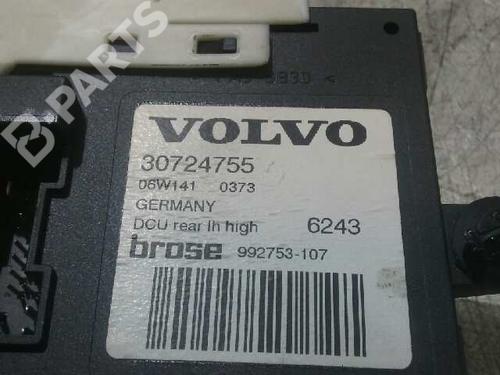 B-PARTS
VOLVO
30724755
06W141 0373
GERMANY
DCU rear lh high 6243
brose 992753-107